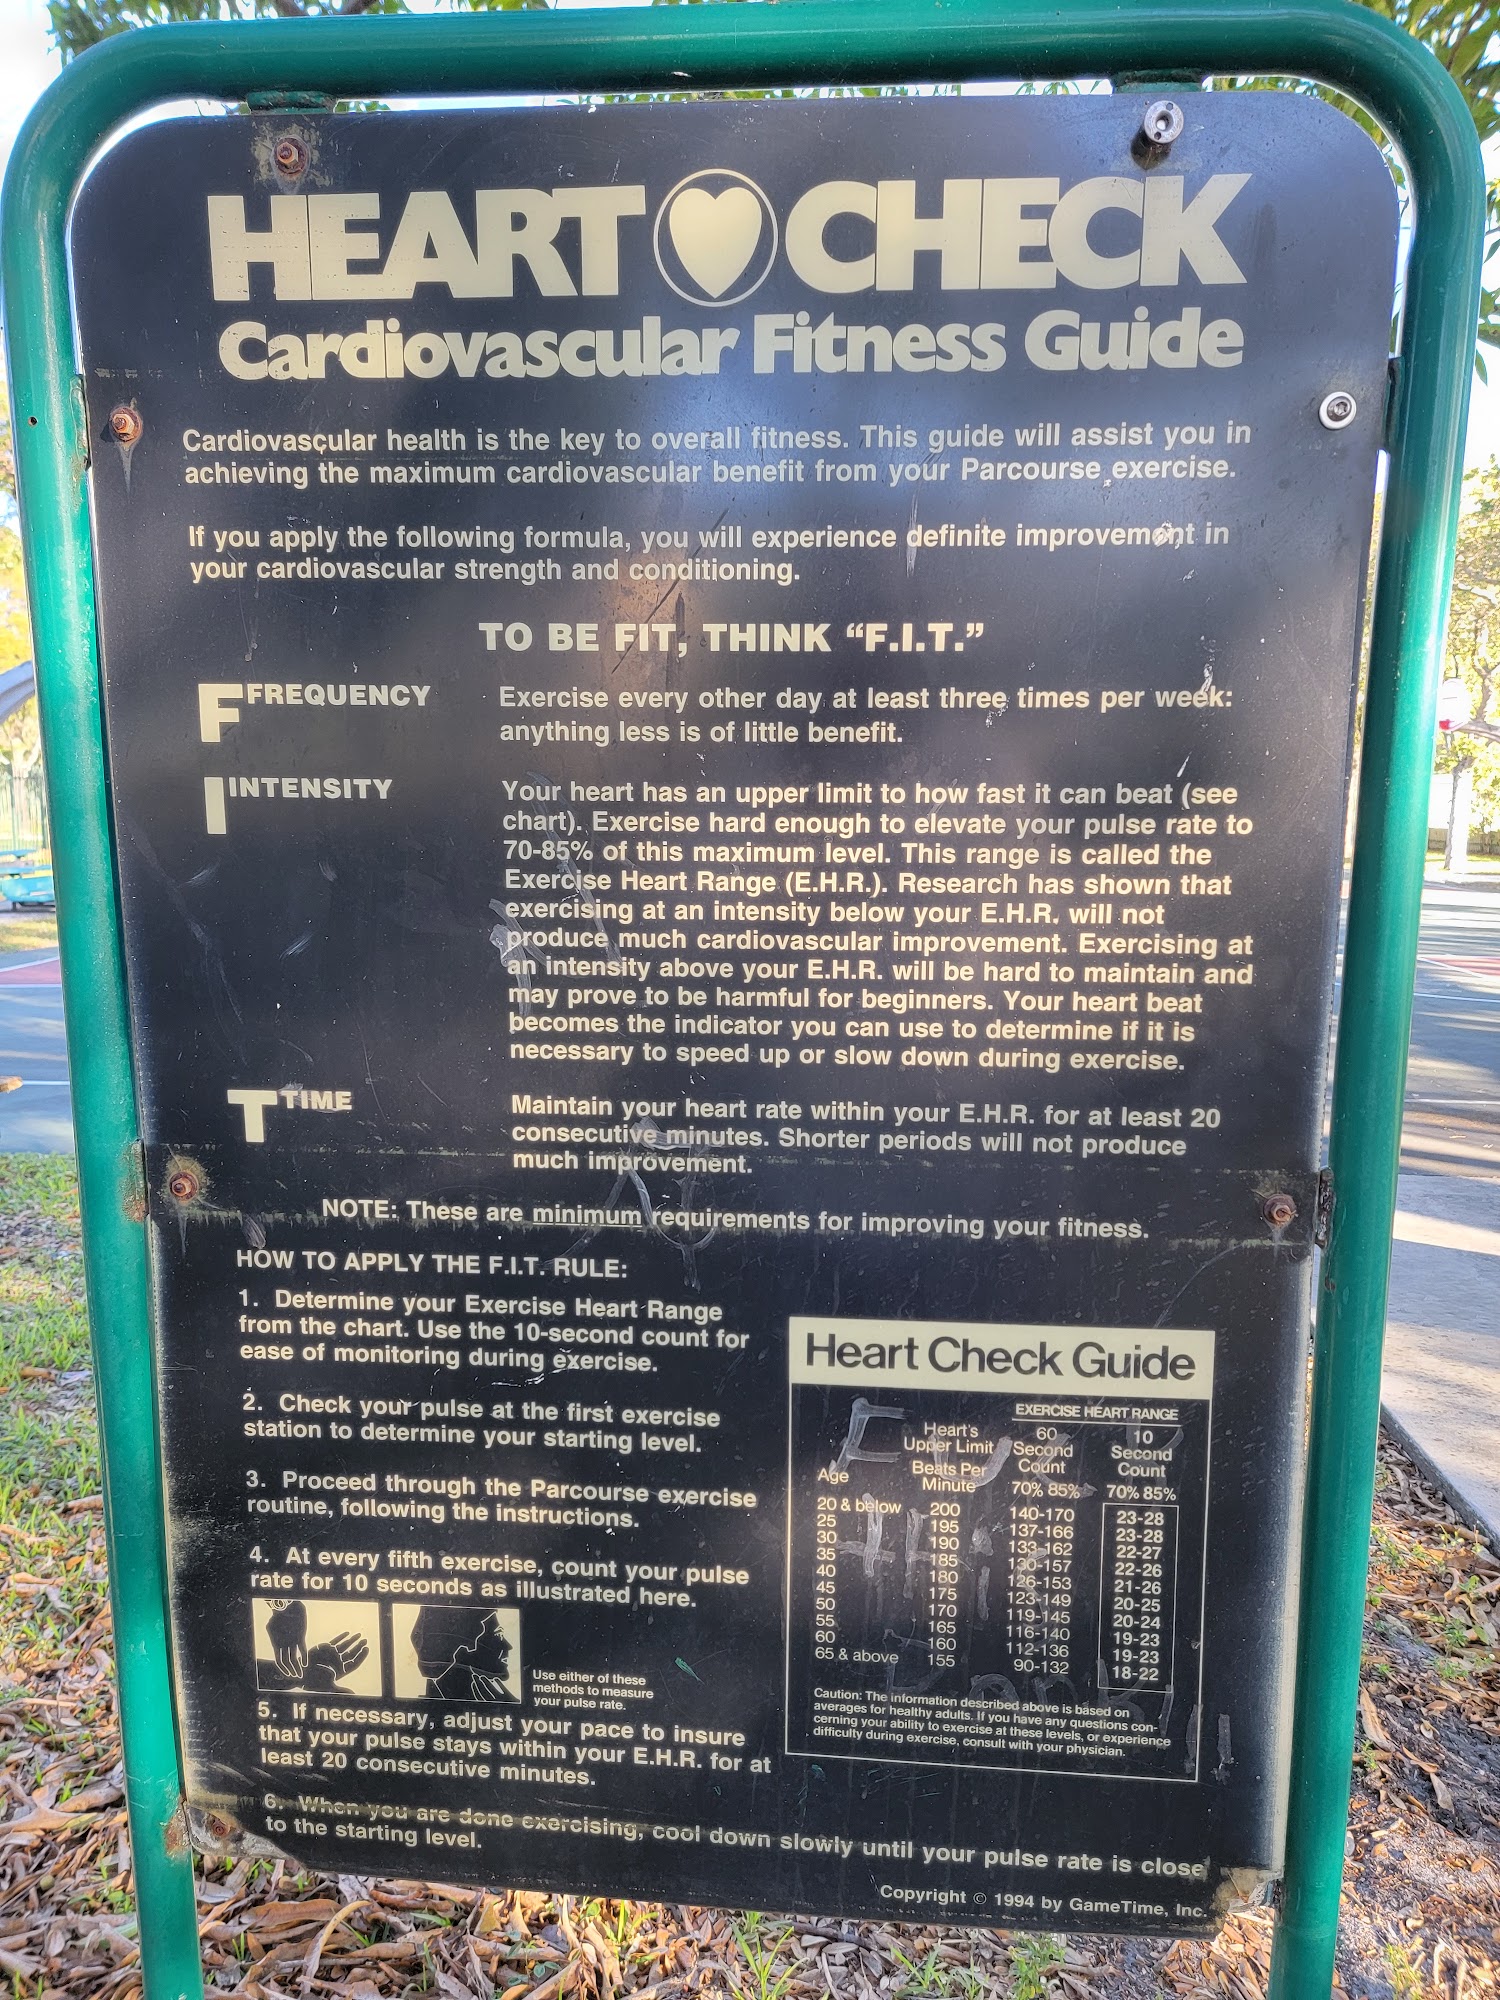 HEART CHECK
Cardiovascular Fitness Guide
Cardiovascular health is the key to overall fitness. This guide will assist you in
achieving the maximum cardiovascular benefit from your Parcourse exercise.
If you apply the following formula, you will experience definite improvement in
your cardiovascular strength and conditioning.
TO BE FIT, THINK “F.I.T.”
F FREQUENCY
Exercise every other day at least three times per week:
anything less is of little benefit.
I INTENSITY
Your heart has an upper limit to how fast it can beat (see
chart). Exercise hard enough to elevate your pulse rate to
70-85% of this maximum level. This range is called the
Exercise Heart Range (E.H.R.). Research has shown that
exercising at an intensity below your E.H.R. will not
produce much cardiovascular improvement. Exercising at
an intensity above your E.H.R. will be hard to maintain and
may prove to be harmful for beginners. Your heart beat
becomes the indicator you can use to determine if it is
necessary to speed up or slow down during exercise.
T TIME
Maintain your heart rate within your E.H.R. for at least 20
consecutive minutes. Shorter periods will not produce
much improvement.
NOTE: These are minimum requirements for improving your fitness.
HOW TO APPLY THE F.I.T. RULE:
1. Determine your Exercise Heart Range
from the chart. Use the 10-second count for
ease of monitoring during exercise.
2. Check your pulse at the first exercise
station to determine your starting level.
3. Proceed through the Parcourse exercise
routine, following the instructions.
4. At every fifth exercise, count your pulse
rate for 10 seconds as illustrated here.
Use either of these
methods to measure
your pulse rate.
5. If necessary, adjust your pace to insure
that your pulse stays within your E.H.R. for at
least 20 consecutive minutes.
6. When you are done exercising, cool down slowly until your pulse rate is close
to the starting level.
Heart Check Guide
EXERCISE HEART RANGE
Heart's
Upper Limit
60
Second
Count
10
Second
Count
Age
Beats Per
Minute
70% 85%
70% 85%
20 & below 200 140-170 23-28
25 195 137-166 23-28
30 190 133-162 22-27
35 185 130-157 22-26
40 180 126-153 21-26
45 175 123-149 20-25
50 170 119-145 20-24
55 165 116-140 19-23
60 160 112-136 19-23
65 & above 155 90-132 18-22
Caution: The information described above is based on
averages for healthy adults. If you have any questions con-
cerning your ability to exercise at these levels, or experience
difficulty during exercise, consult with your physician.
Copyright © 1994 by GameTime, Inc.